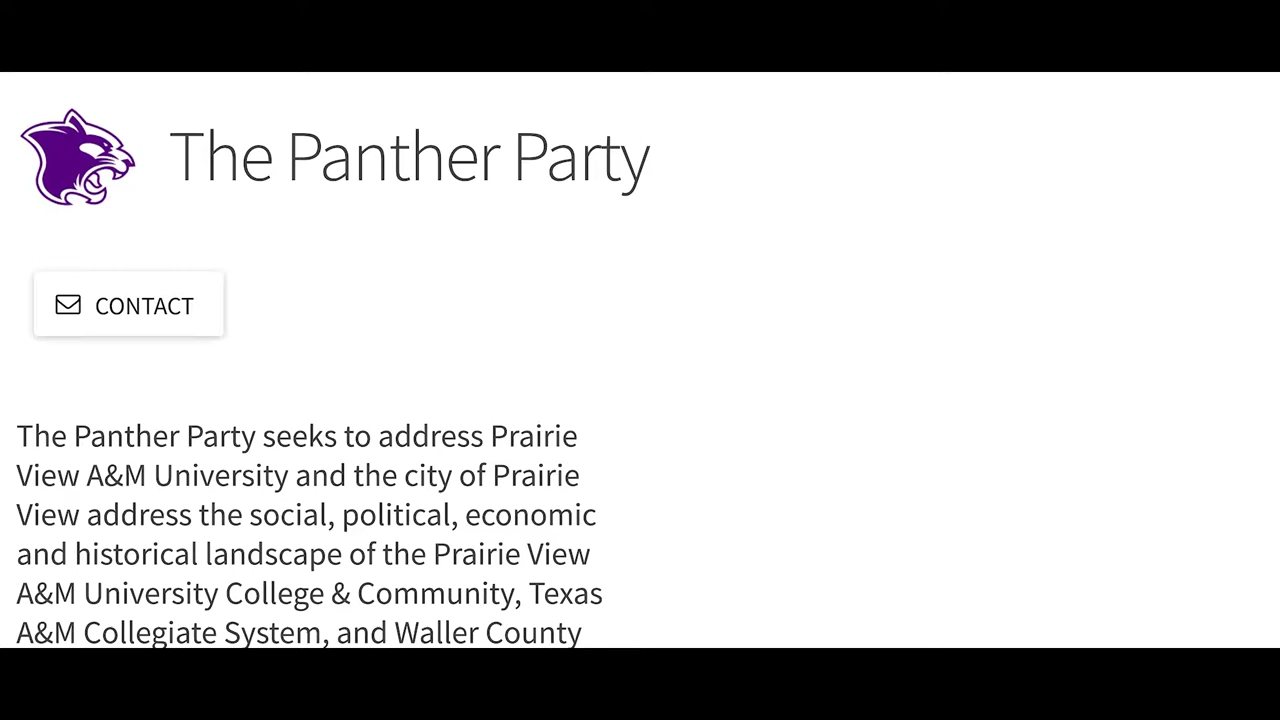 The Panther Party
CONTACT
The Panther Party seeks to address Prairie
View A&M University and the city of Prairie
View address the social, political, economic
and historical landscape of the Prairie View
A&M University College & Community, Texas
A&M Collegiate System, and Waller County